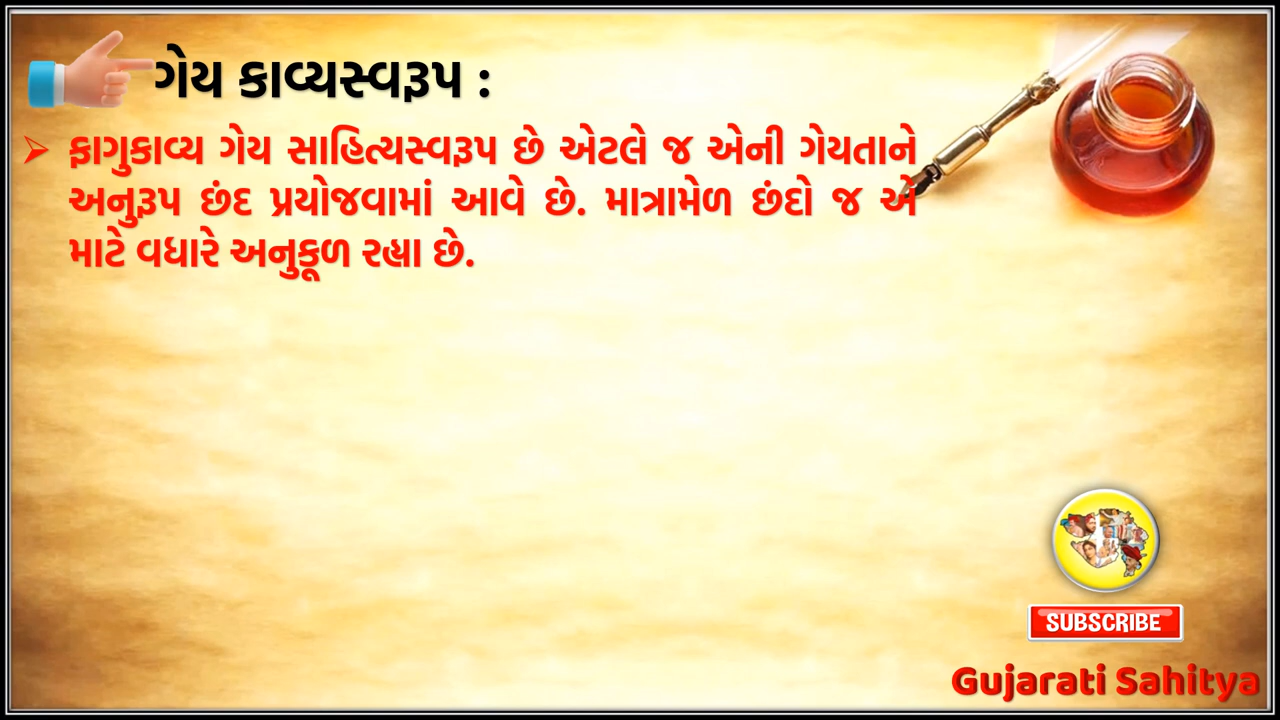 ગેય કાવ્યસ્વરૂપ :
ફાગુકાવ્ય ગેય સાહિત્યસ્વરૂપ છે એટલે જ એની ગેયતાને
અનુરૂપ છંદ પ્રયોજવામાં આવે છે. માત્રામેળ છંદો જ એ
માટે વધારે અનુકૂળ રહ્યા છે.
SUBSCRIBE
Gujarati Sahitya